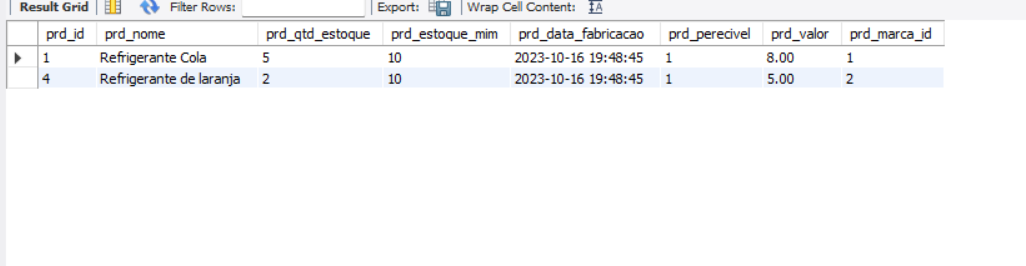 Result Grid Filter Rows: Export: Wrap Cell Content: IA
prd_id prd_nome prd_qtd_estoque prd_estoque_mim prd_data_fabricacao prd_perecivel prd_valor prd_marca_id
1 Refrigerante Cola 5 10 2023-10-16 19:48:45 1 8.00 1
4 Refrigerante de laranja 2 10 2023-10-16 19:48:45 1 5.00 2